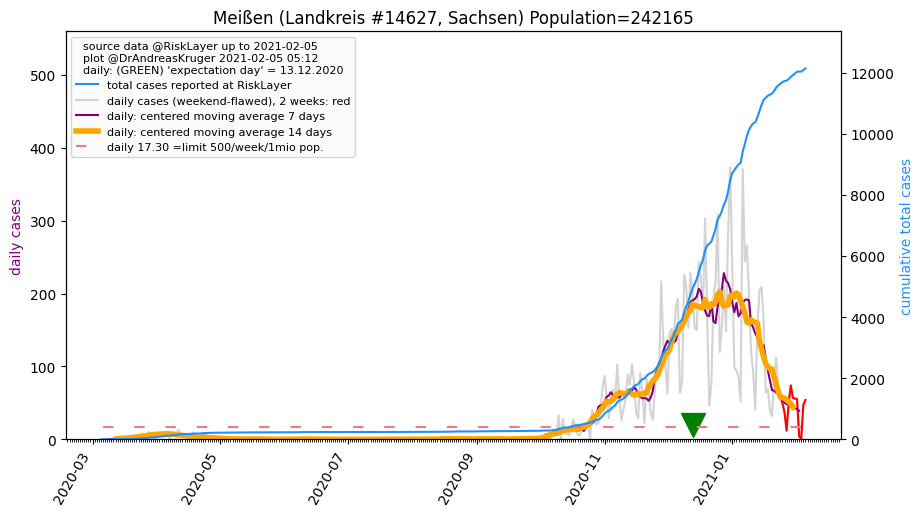 Meißen (Landkreis #14627, Sachsen) Population=242165
source data @RiskLayer up to 2021-02-05
plot @DrAndreasKruger 2021-02-05 05:12
daily: (GREEN) 'expectation day' = 13.12.2020
total cases reported at RiskLayer
daily cases (weekend-flawed), 2 weeks: red
daily: centered moving average 7 days
daily: centered moving average 14 days
daily 17.30 =limit 500/week/1mio pop.
daily cases
500
400
300
200
100
0
cumulative total cases
12000
10000
8000
6000
4000
2000
0
2020-03
2020-05
2020-07
2020-09
2020-11
2021-01